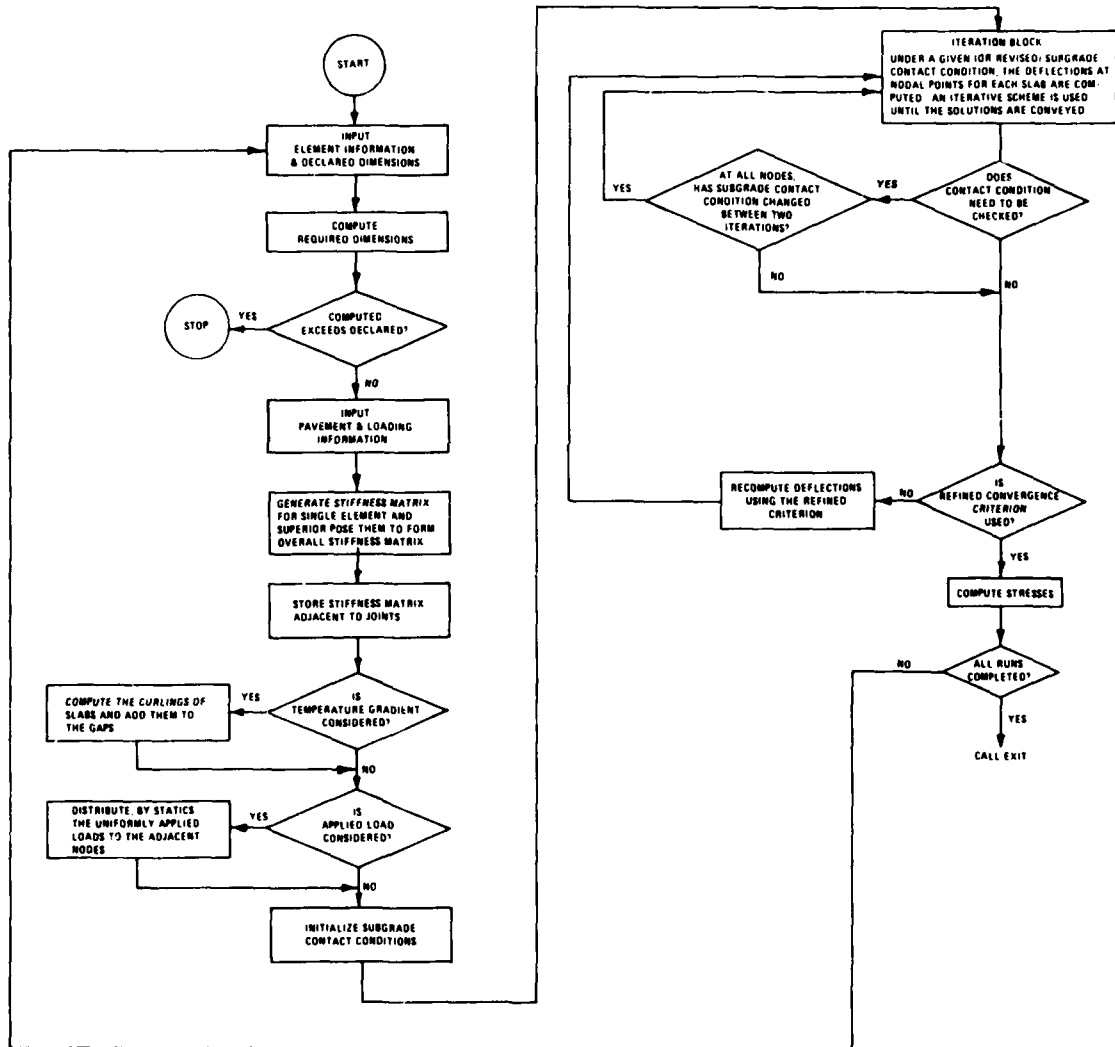 START
INPUT
ELEMENT INFORMATION
& DECLARED DIMENSIONS
COMPUTE
REQUIRED DIMENSIONS
COMPUTED
EXCEEDS DECLARED?
YES
STOP
NO
INPUT
PAVEMENT & LOADING
INFORMATION
GENERATE STIFFNESS MATRIX
FOR SINGLE ELEMENT AND
SUPERIOR POSE THEM TO FORM
OVERALL STIFFNESS MATRIX
STORE STIFFNESS MATRIX
ADJACENT TO JOINTS
IS
TEMPERATURE GRADIENT
CONSIDERED?
YES
COMPUTE THE CURLINGS OF
SLABS AND ADD THEM TO
THE GAPS
NO
IS
APPLIED LOAD
CONSIDERED?
YES
DISTRIBUTE, BY STATICS
THE UNIFORMLY APPLIED
LOADS TO THE ADJACENT
NODES
NO
INITIALIZE SUBGRADE
CONTACT CONDITIONS
ITERATION BLOCK
UNDER A GIVEN (OR REVISED) SUBGRADE
CONTACT CONDITION, THE DEFLECTIONS AT
NODAL POINTS FOR EACH SLAB ARE COM-
PUTED AN ITERATIVE SCHEME IS USED
UNTIL THE SOLUTIONS ARE CONVEYED
DOES
CONTACT CONDITION
NEED TO BE
CHECKED?
YES
AT ALL NODES,
HAS SUBGRADE CONTACT
CONDITION CHANGED
BETWEEN TWO
ITERATIONS?
YES
NO
NO
IS
REFINED CONVERGENCE
CRITERION
USED?
NO
RECOMPUTE DEFLECTIONS
USING THE REFINED
CRITERION
YES
COMPUTE STRESSES
ALL RUNS
COMPLETED?
NO
YES
CALL EXIT